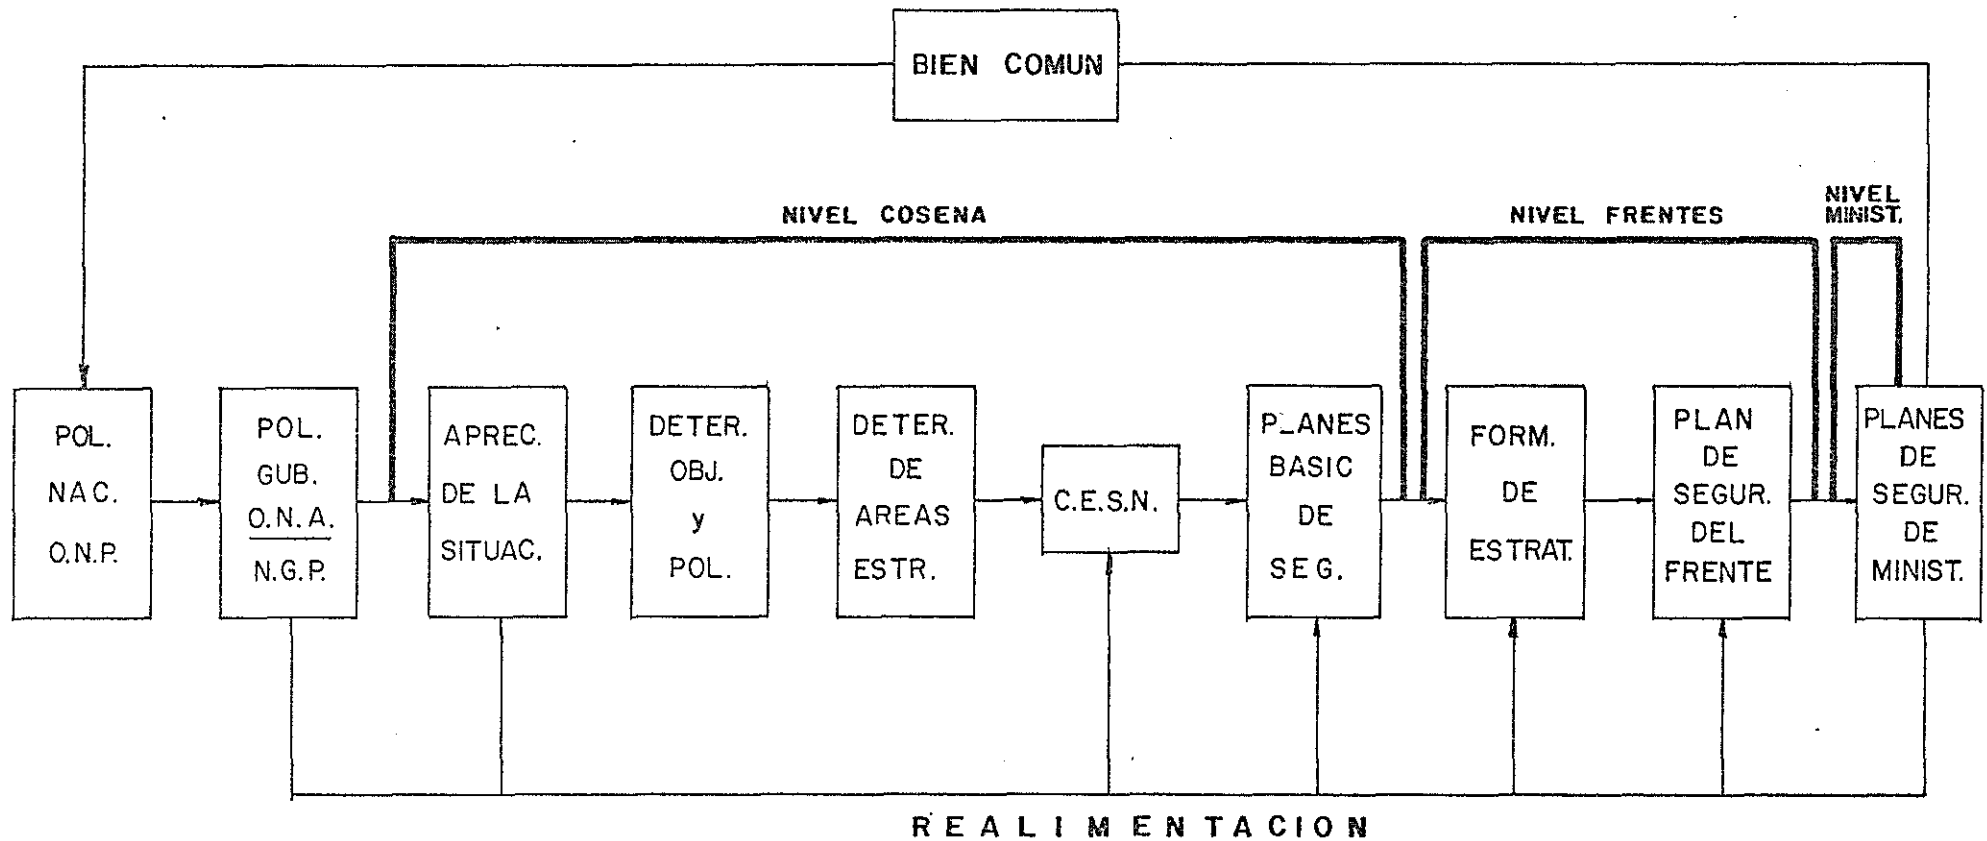 BIEN COMUN
NIVEL COSENA
NIVEL FRENTES
NIVEL
MINIST.
POL.
NAC.
O.N.P.
POL.
GUB.
O.N.A.
N.G.P.
APREC.
DE LA
SITUAC.
DETER.
OBJ.
y
POL.
DETER.
DE
AREAS
ESTR.
C.E.S.N.
PLANES
BASIC
DE
SEG.
FORM.
DE
ESTRAT.
PLAN
DE
SEGUR.
DEL
FRENTE
PLANES
DE
SEGUR.
DE
MINIST.
REALIMENTACION